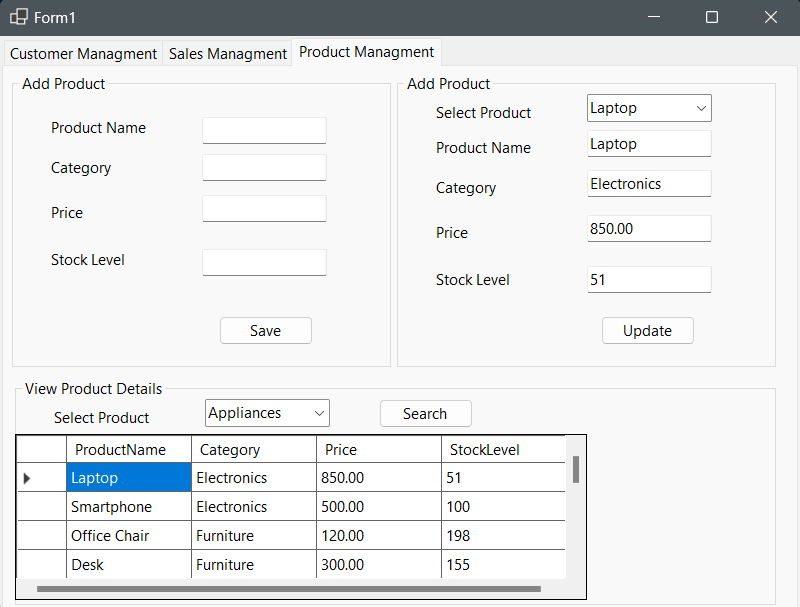 Form1
Customer Managment Sales Managment Product Managment
Add Product
Product Name
Category
Price
Stock Level
Save
Add Product
Select Product Laptop
Product Name Laptop
Category Electronics
Price 850.00
Stock Level 51
Update
View Product Details
Select Product Appliances Search
ProductName Category Price StockLevel
Laptop Electronics 850.00 51
Smartphone Electronics 500.00 100
Office Chair Furniture 120.00 198
Desk Furniture 300.00 155